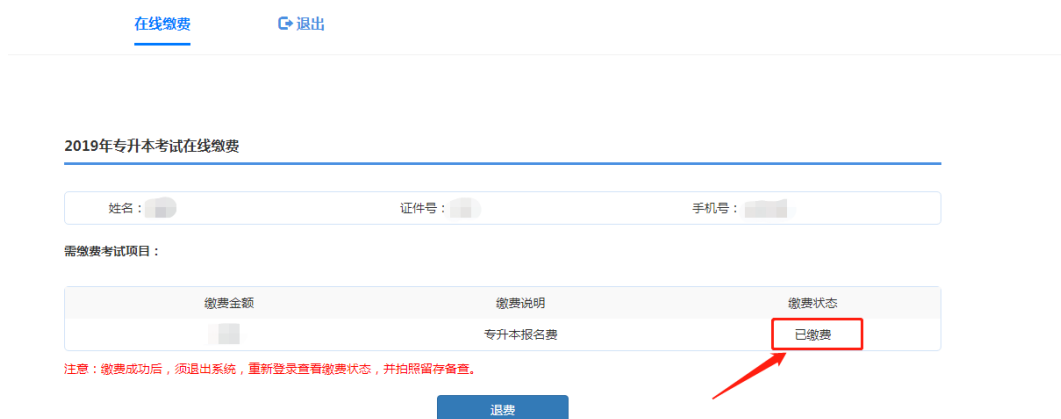 在线缴费 退出
2019年专升本考试在线缴费
姓名： 证件号： 手机号：
需缴费考试项目：
缴费金额 缴费说明 缴费状态
专升本报名费 已缴费
注意：缴费成功后，须退出系统，重新登录查看缴费状态，并拍照留存备查。
退费